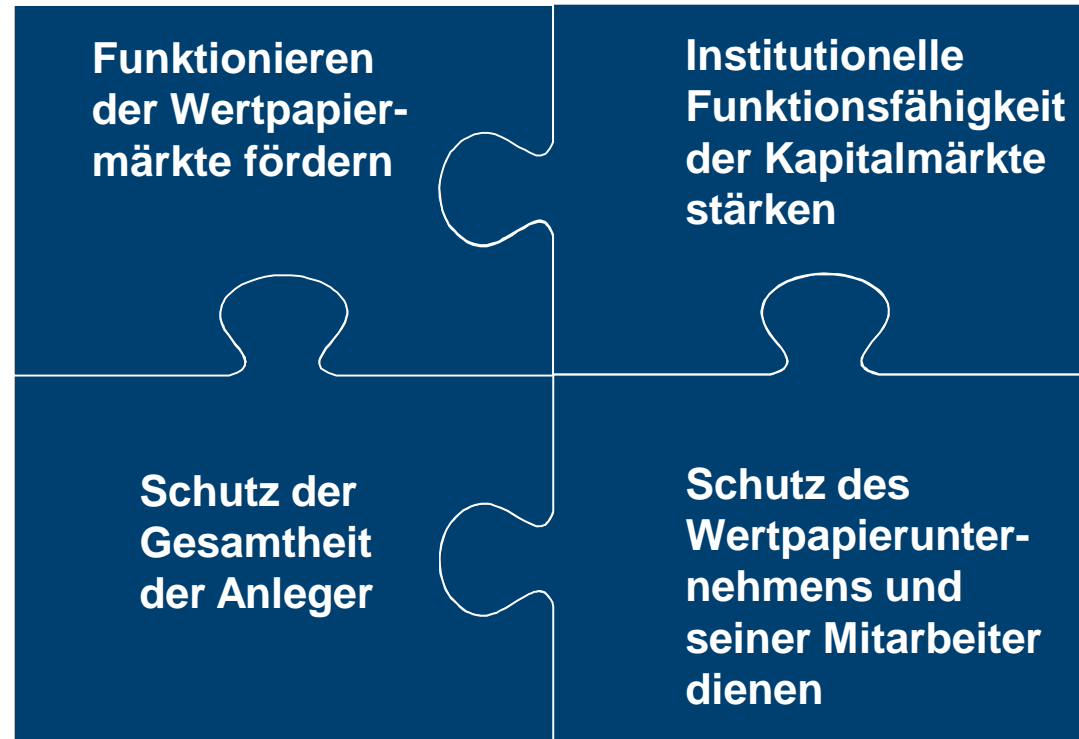 Funktionieren
der Wertpapier-
märkte fördern
Institutionelle
Funktionsfähigkeit
der Kapitalmärkte
stärken
Schutz der
Gesamtheit
der Anleger
Schutz des
Wertpapierunter-
nehmens und
seiner Mitarbeiter
dienen